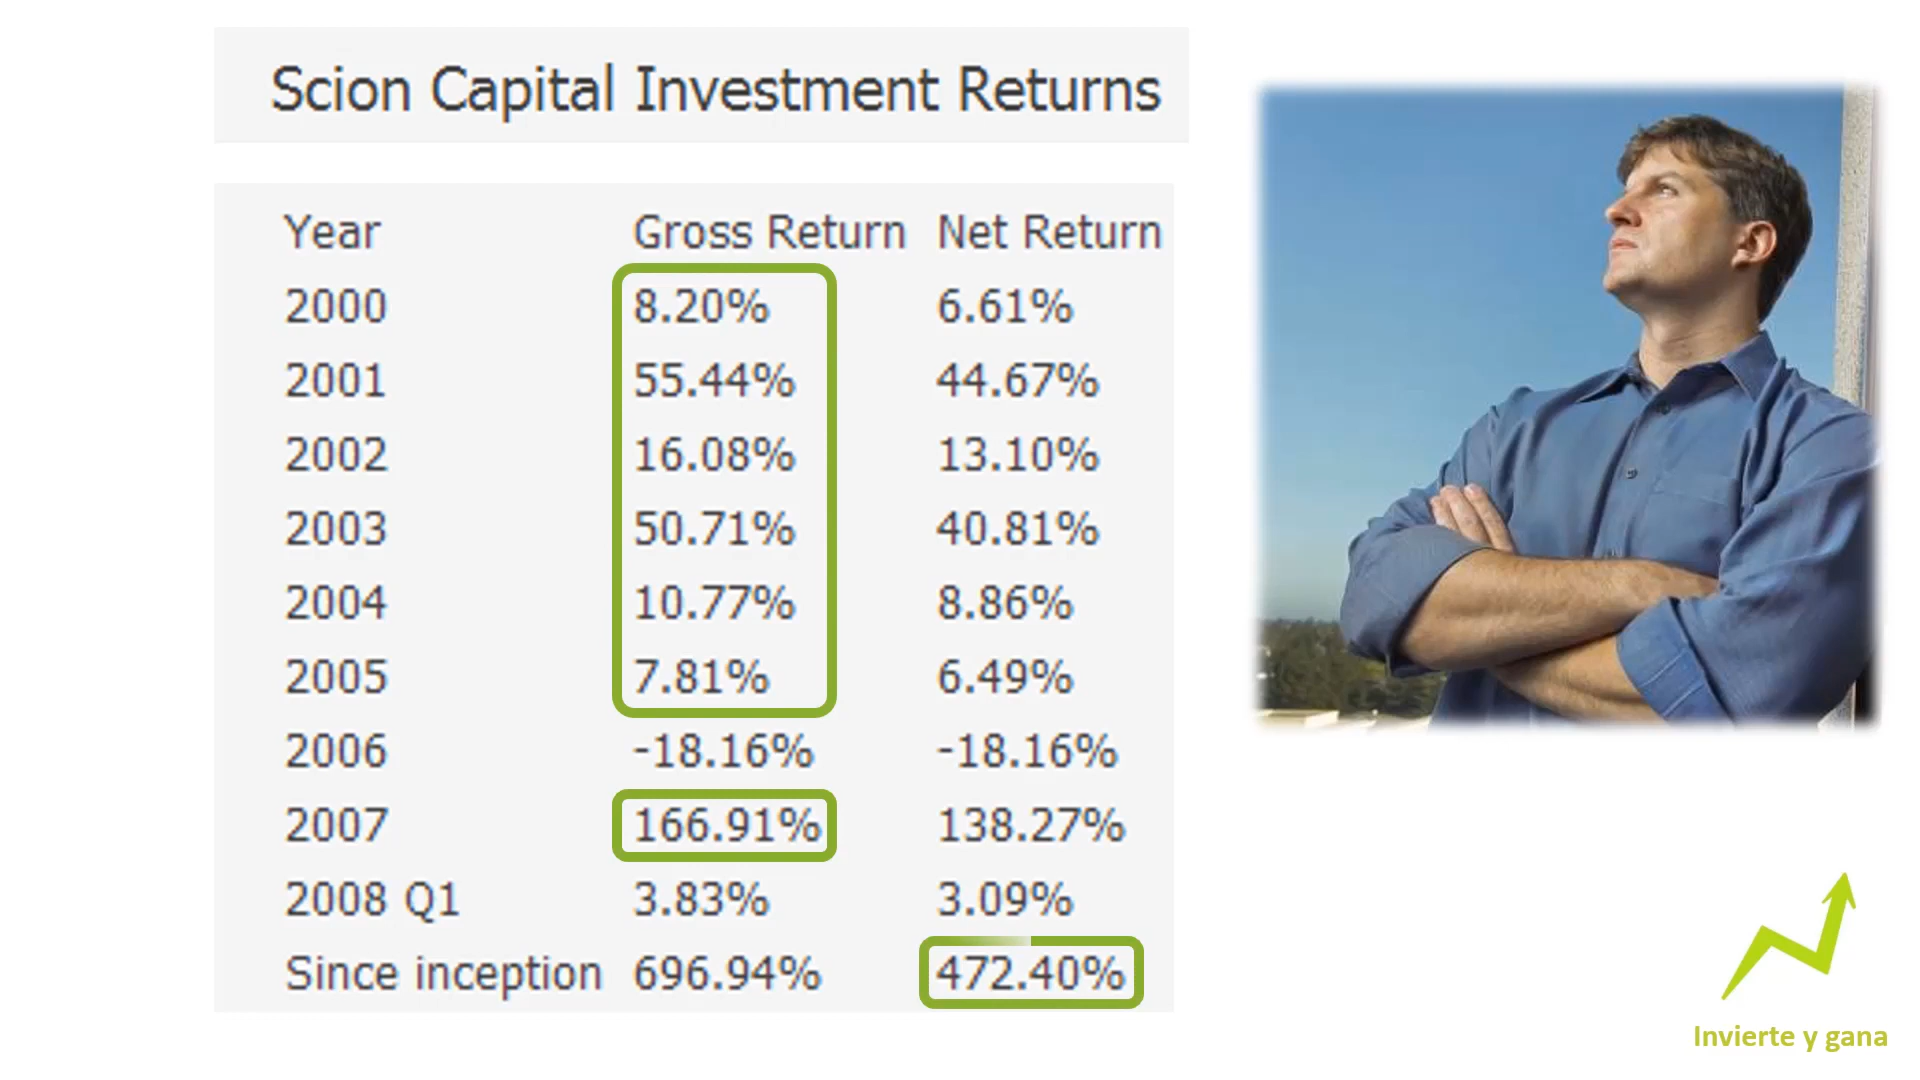 Scion Capital Investment Returns
Year Gross Return Net Return
2000 8.20% 6.61%
2001 55.44% 44.67%
2002 16.08% 13.10%
2003 50.71% 40.81%
2004 10.77% 8.86%
2005 7.81% 6.49%
2006 -18.16% -18.16%
2007 166.91% 138.27%
2008 Q1 3.83% 3.09%
Since inception 696.94% 472.40%
Invierte y gana